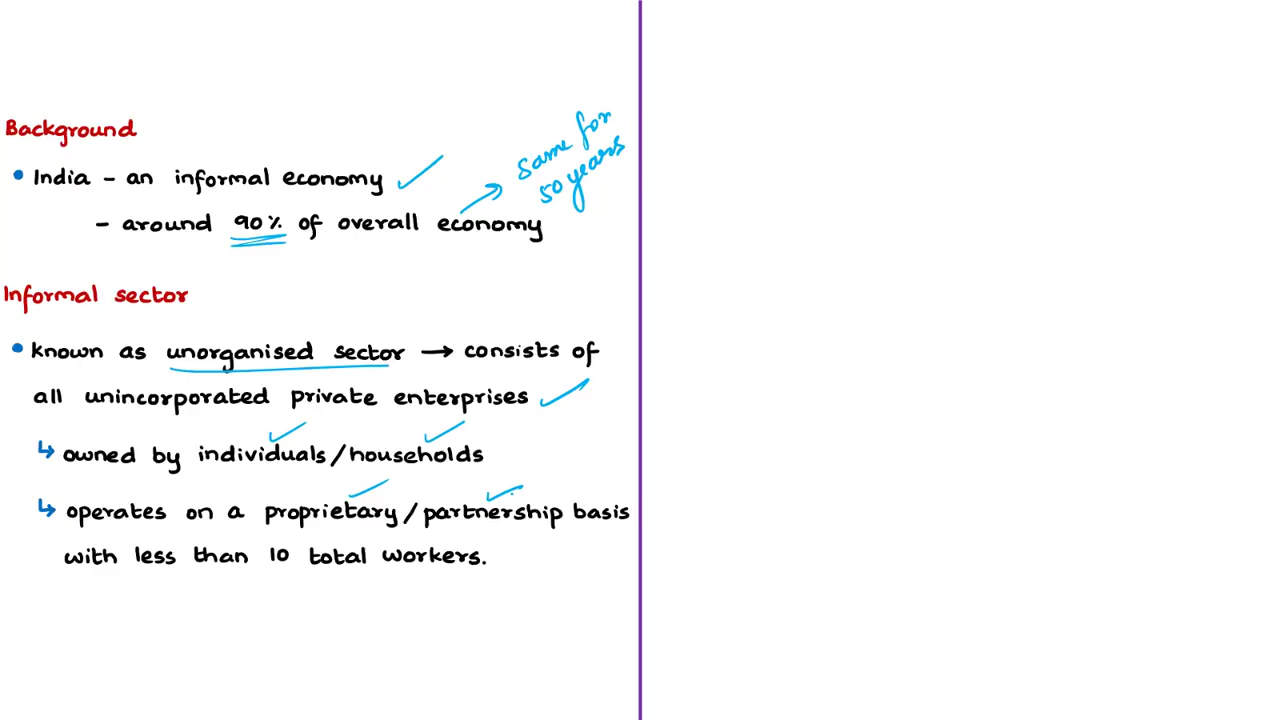 Background
• India - an informal economy
same for
50 years
- around 90% of overall economy
Informal sector
• known as unorganised sector → consists of
all unincorporated private enterprises
↳ owned by individuals/households
↳ operates on a proprietary/partnership basis
with less than 10 total workers.